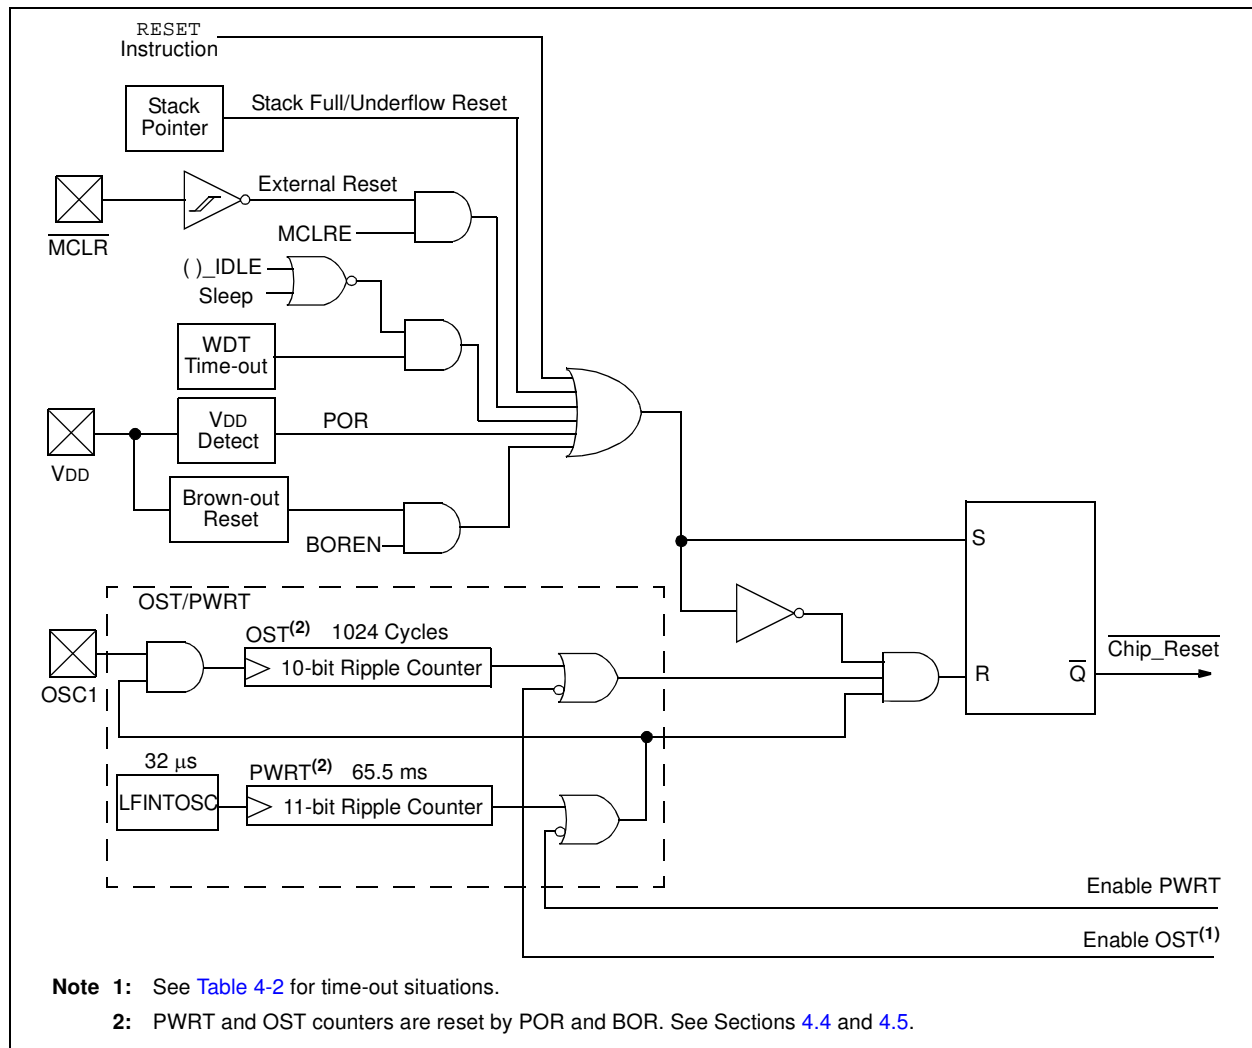 RESET
Instruction
Stack
Pointer
Stack Full/Underflow Reset
External Reset
MCLR
MCLRE
( )_IDLE
Sleep
WDT
Time-out
VDD
Detect
POR
VDD
Brown-out
Reset
BOREN
S
OST/PWRT
OST(2) 1024 Cycles
10-bit Ripple Counter
OSC1
R
Q
Chip_Reset
32 μs
LFINTOSC
PWRT(2) 65.5 ms
11-bit Ripple Counter
Enable PWRT
Enable OST(1)
Note 1: See Table 4-2 for time-out situations.
2: PWRT and OST counters are reset by POR and BOR. See Sections 4.4 and 4.5.